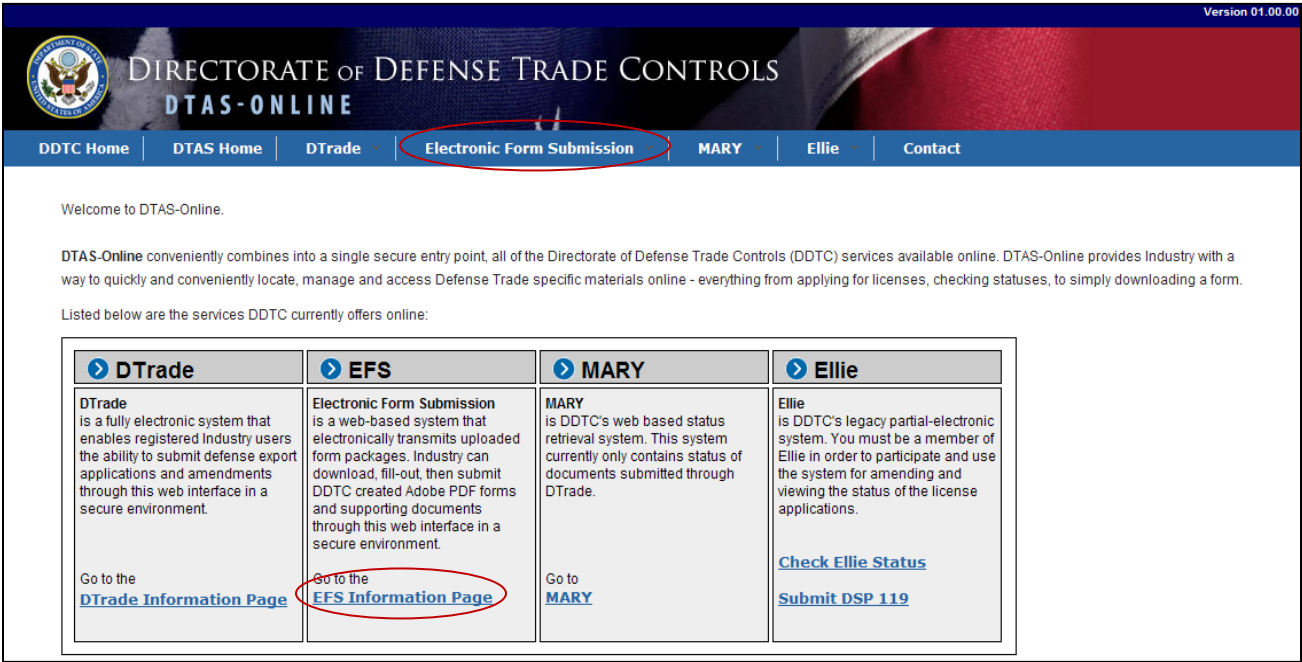 Version 01.00.00
DIRECTORATE OF DEFENSE TRADE CONTROLS
DTAS-ONLINE
DDTC Home DTAS Home DTrade Electronic Form Submission MARY Ellie Contact
Welcome to DTAS-Online.
DTAS-Online conveniently combines into a single secure entry point, all of the Directorate of Defense Trade Controls (DDTC) services available online. DTAS-Online provides Industry with a
way to quickly and conveniently locate, manage and access Defense Trade specific materials online - everything from applying for licenses, checking statuses, to simply downloading a form.
Listed below are the services DDTC currently offers online:
DTrade
DTrade
is a fully electronic system that
enables registered Industry users
the ability to submit defense export
applications and amendments
through this web interface in a
secure environment.
Go to the
DTrade Information Page
EFS
Electronic Form Submission
is a web-based system that
electronically transmits uploaded
form packages. Industry can
download, fill-out, then submit
DDTC created Adobe PDF forms
and supporting documents
through this web interface in a
secure environment.
Go to the
EFS Information Page
MARY
MARY
is DDTC's web based status
retrieval system. This system
currently only contains status of
documents submitted through
DTrade.
Go to
MARY
Ellie
Ellie
is DDTC's legacy partial-electronic
system. You must be a member of
Ellie in order to participate and use
the system for amending and
viewing the status of the license
applications.
Check Ellie Status
Submit DSP 119